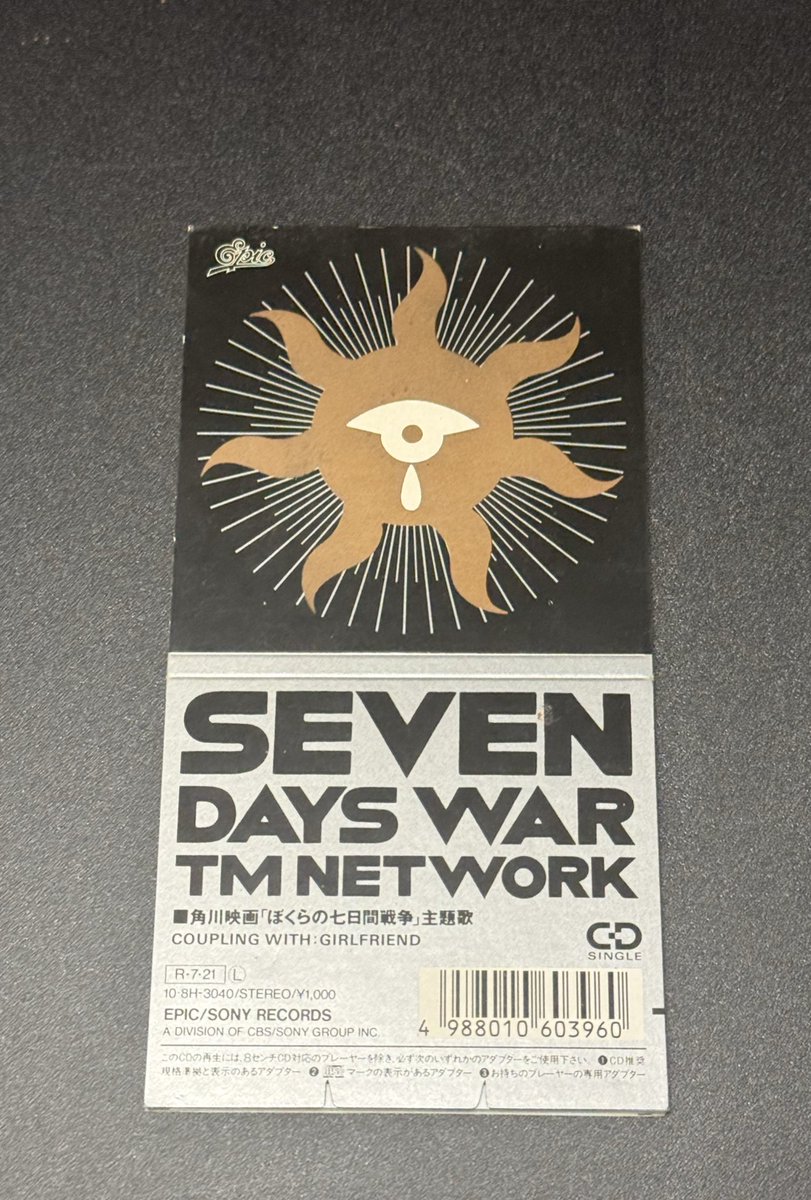 Epic
SEVEN
DAYS WAR
TM NETWORK
■角川映画「ぼくらの七日間戦争」主題歌
COUPLING WITH:GIRLFRIEND
CD
SINGLE
R-7·21 Ⓛ
10·8H-3040/STEREO/¥1,000
EPIC/SONY RECORDS
A DIVISION OF CBS/SONY GROUP INC.
4 988010 603960
このCDの再生には、8センチCD対応のプレーヤーを除き、必ず次のいずれかのアダプターをご使用下さい。❶CD推奨
規格準拠と表示のあるアダプター ❷ マークの表示があるアダプター ❸お持ちのプレーヤーの専用アダプター